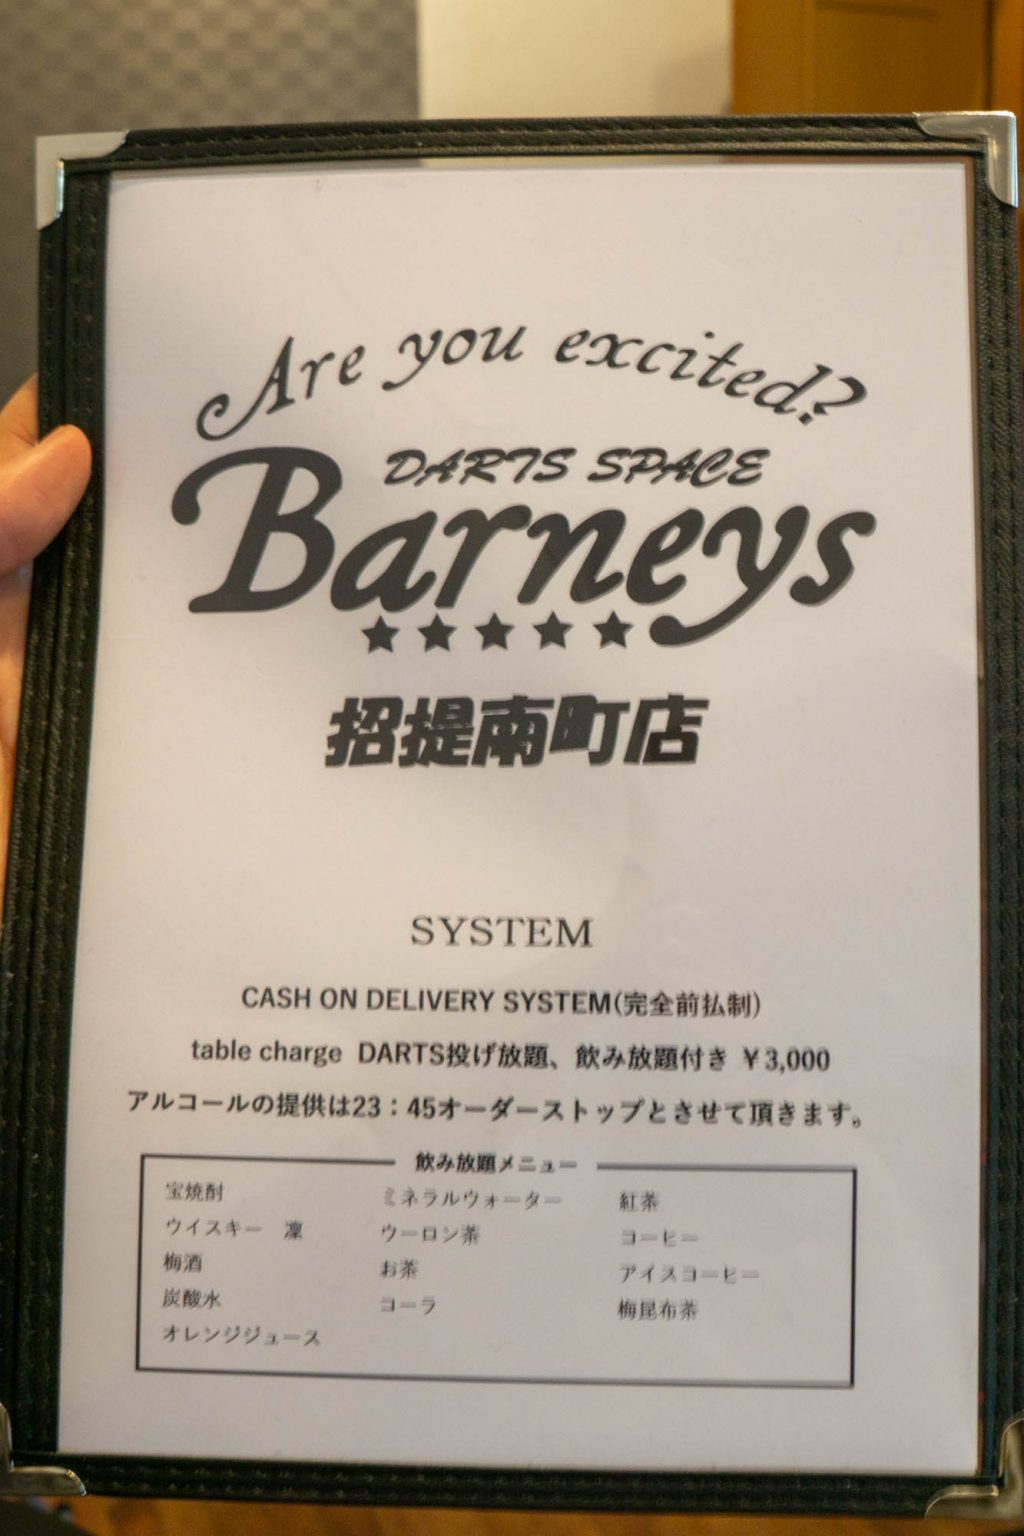 Are you excited?
DARTS SPACE
Barneys
★★★★★
招提南町店
SYSTEM
CASH ON DELIVERY SYSTEM(完全前払制)
table charge DARTS投げ放題、飲み放題付き ￥3,000
アルコールの提供は23：45オーダーストップとさせて頂きます。
飲み放題メニュー
宝焼酎
ウイスキー 凜
梅酒
炭酸水
オレンジジュース
ミネラルウォーター
ウーロン茶
お茶
コーラ
紅茶
コーヒー
アイスコーヒー
梅昆布茶